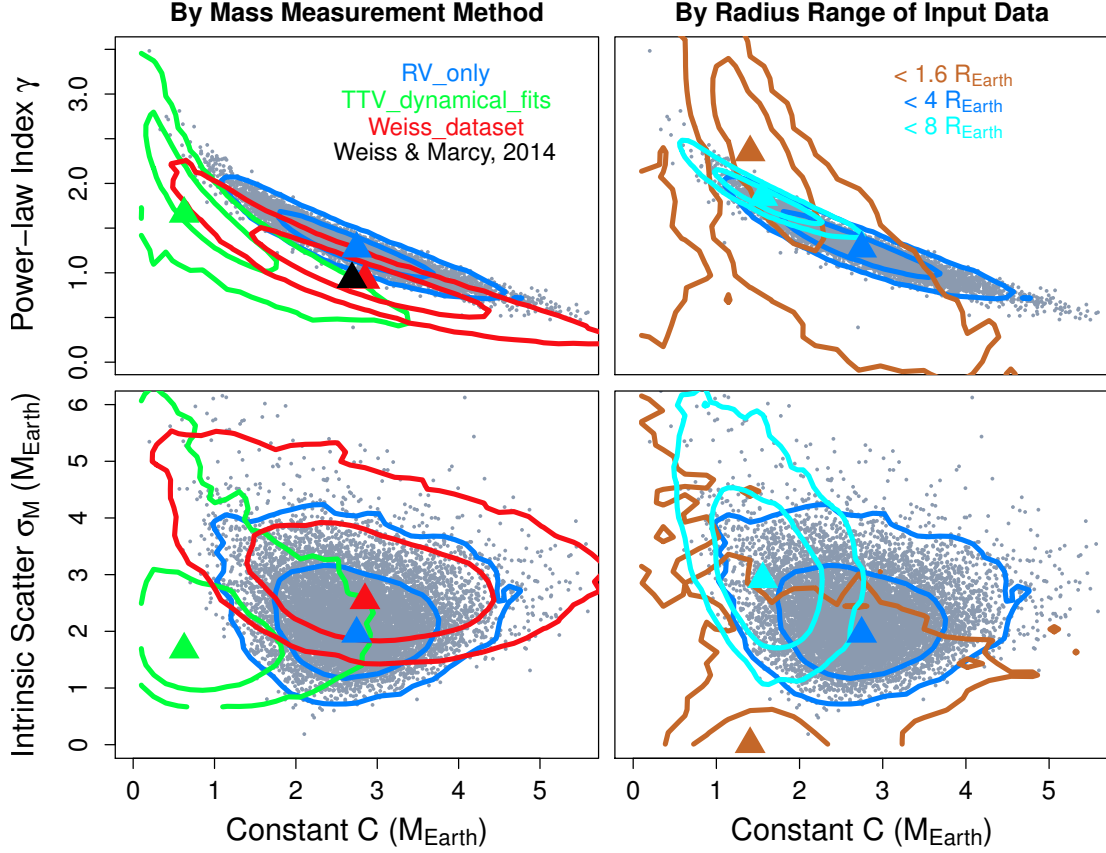 By Mass Measurement Method
By Radius Range of Input Data
Power−law Index γ
0.0 1.0 2.0 3.0
RV_only
TTV_dynamical_fits
Weiss_dataset
Weiss & Marcy, 2014
< 1.6 R_Earth
< 4 R_Earth
< 8 R_Earth
Intrinsic Scatter σ_M (M_Earth)
0 1 2 3 4 5 6
0 1 2 3 4 5
0 1 2 3 4 5
Constant C (M_Earth)
Constant C (M_Earth)